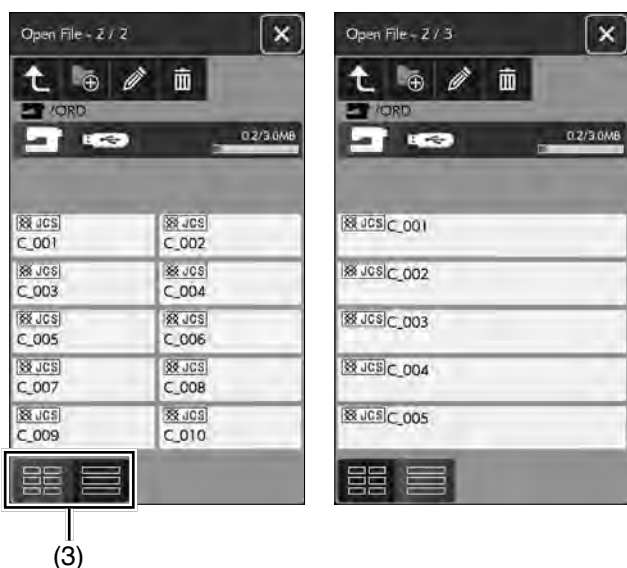 Open File - 2 / 2
/ORD
0.2/3.0MB
JCS
C_001
JCS
C_002
JCS
C_003
JCS
C_004
JCS
C_005
JCS
C_006
JCS
C_007
JCS
C_008
JCS
C_009
JCS
C_010
(3)
Open File - 2 / 3
/ORD
0.2/3.0MB
JCS C_001
JCS C_002
JCS C_003
JCS C_004
JCS C_005